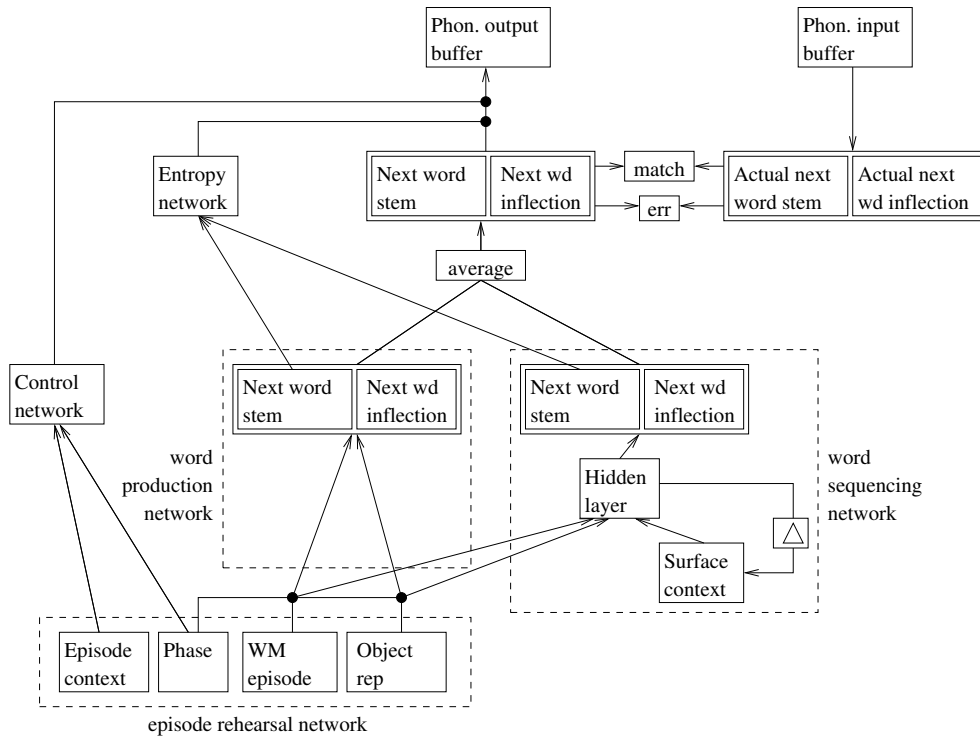 Phon. output
buffer
Phon. input
buffer
Entropy
network
Next word
stem
Next wd
inflection
match
err
Actual next
word stem
Actual next
wd inflection
average
Control
network
Next word
stem
Next wd
inflection
Next word
stem
Next wd
inflection
word
production
network
Hidden
layer
word
sequencing
network
Surface
context
Episode
context
Phase
WM
episode
Object
rep
episode rehearsal network